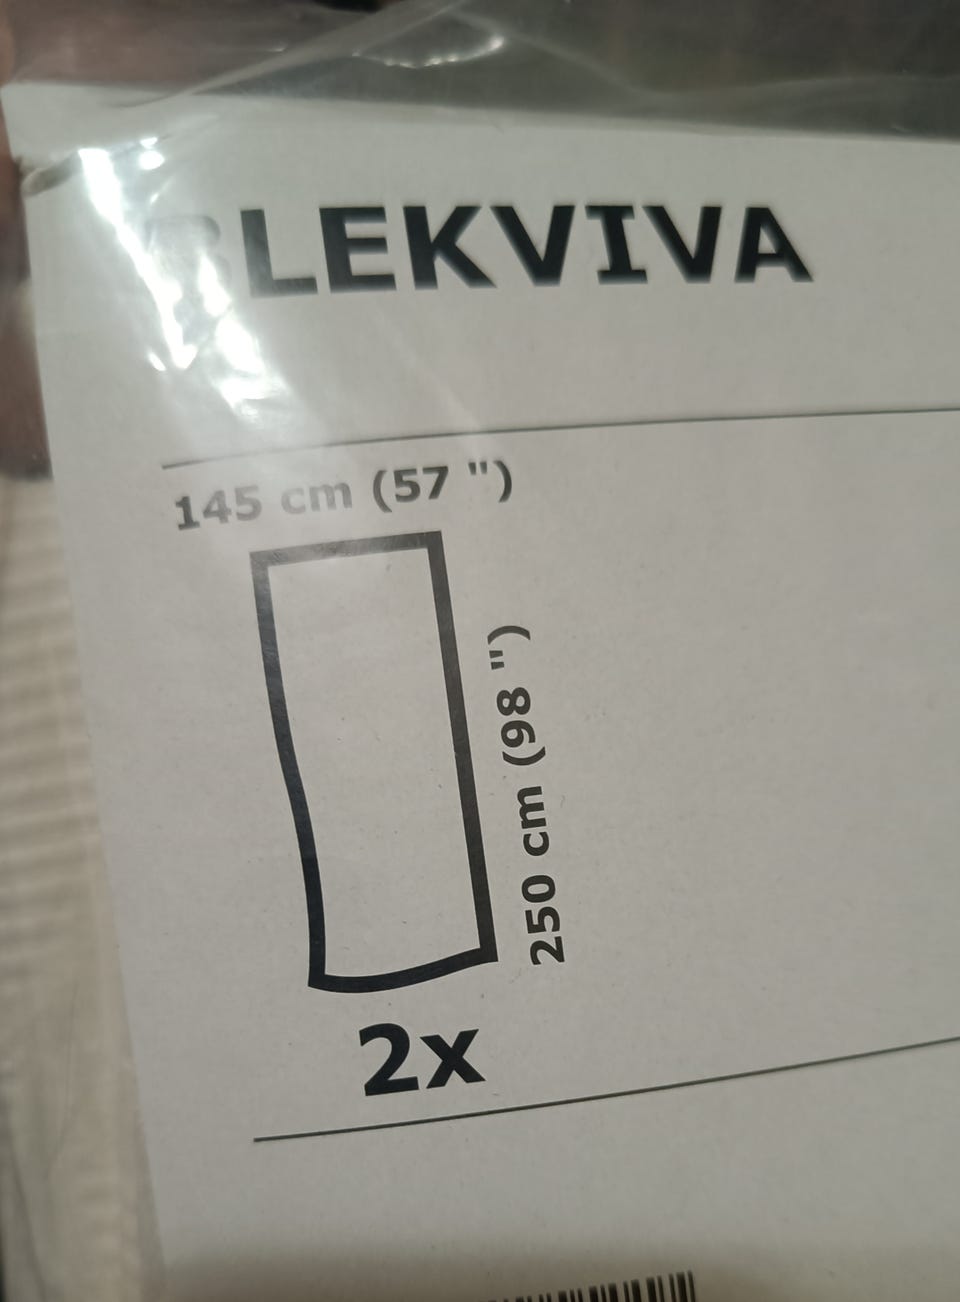 BLEKVIVA
145 cm (57 ")
250 cm (98 ")
2x